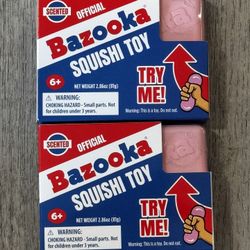 SCENTED
OFFICIAL
Bazooka
SQUISHI TOY
NET WEIGHT 2.86oz (81g)
6+
TRY
ME!
WARNING:
CHOKING HAZARD - Small parts. Not
for children under 3 years.
Warning: This is a toy. Do not eat.
SCENTED
OFFICIAL
Bazooka
SQUISHI TOY
NET WEIGHT 2.86oz (81g)
6+
TRY
ME!
WARNING:
CHOKING HAZARD - Small parts. Not
for children under 3 years.
Warning: This is a toy. Do not eat.